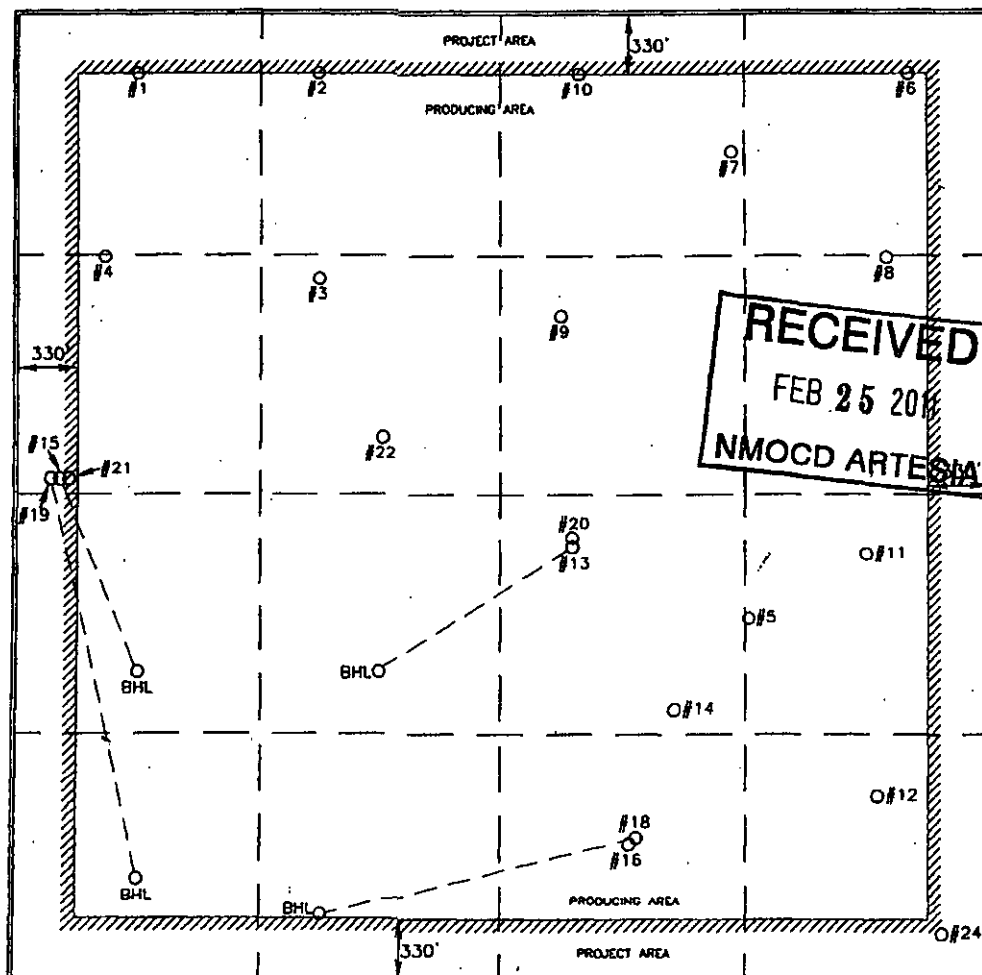 PROJECT AREA
330'
#1
#2
#10
#6
PRODUCING AREA
#7
#4
#3
#8
#9
RECEIVED
FEB 25 201
NMOCD ARTESIA
330'
#15
#22
#21
#19
#20
#13
#11
#5
BHL
BHL
#14
#12
#18
#16
BHL
BHL
PRODUCING AREA
#24
330'
PROJECT AREA